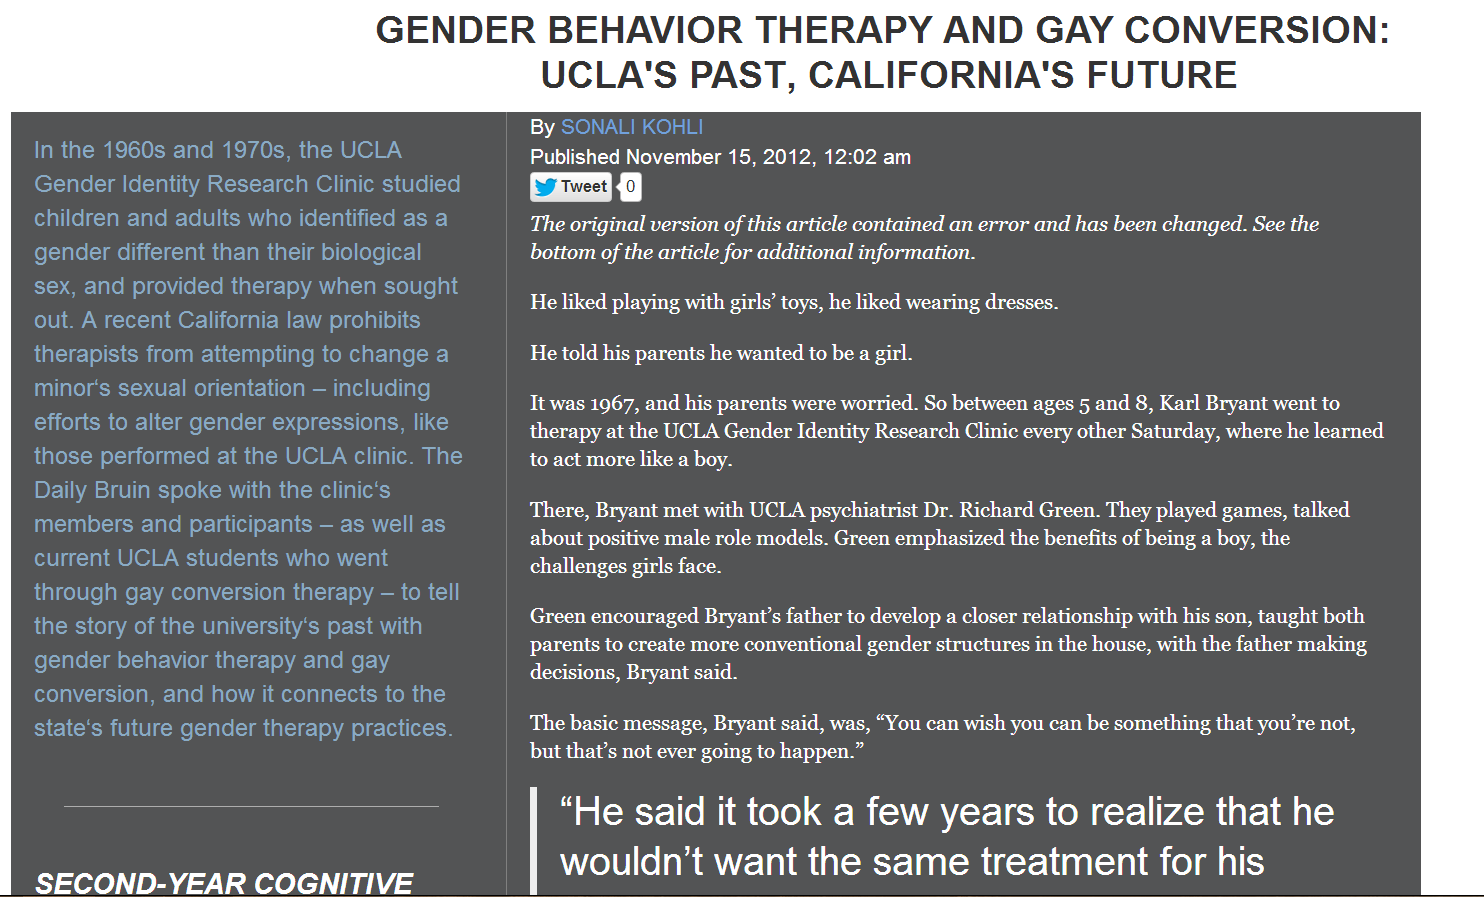 GENDER BEHAVIOR THERAPY AND GAY CONVERSION:
UCLA'S PAST, CALIFORNIA'S FUTURE
In the 1960s and 1970s, the UCLA
Gender Identity Research Clinic studied
children and adults who identified as a
gender different than their biological
sex, and provided therapy when sought
out. A recent California law prohibits
therapists from attempting to change a
minor‘s sexual orientation – including
efforts to alter gender expressions, like
those performed at the UCLA clinic. The
Daily Bruin spoke with the clinic‘s
members and participants – as well as
current UCLA students who went
through gay conversion therapy – to tell
the story of the university‘s past with
gender behavior therapy and gay
conversion, and how it connects to the
state‘s future gender therapy practices.
SECOND-YEAR COGNITIVE
By SONALI KOHLI
Published November 15, 2012, 12:02 am
Tweet 0
The original version of this article contained an error and has been changed. See the
bottom of the article for additional information.
He liked playing with girls’ toys, he liked wearing dresses.
He told his parents he wanted to be a girl.
It was 1967, and his parents were worried. So between ages 5 and 8, Karl Bryant went to
therapy at the UCLA Gender Identity Research Clinic every other Saturday, where he learned
to act more like a boy.
There, Bryant met with UCLA psychiatrist Dr. Richard Green. They played games, talked
about positive male role models. Green emphasized the benefits of being a boy, the
challenges girls face.
Green encouraged Bryant’s father to develop a closer relationship with his son, taught both
parents to create more conventional gender structures in the house, with the father making
decisions, Bryant said.
The basic message, Bryant said, was, “You can wish you can be something that you’re not,
but that’s not ever going to happen.”
“He said it took a few years to realize that he
wouldn’t want the same treatment for his